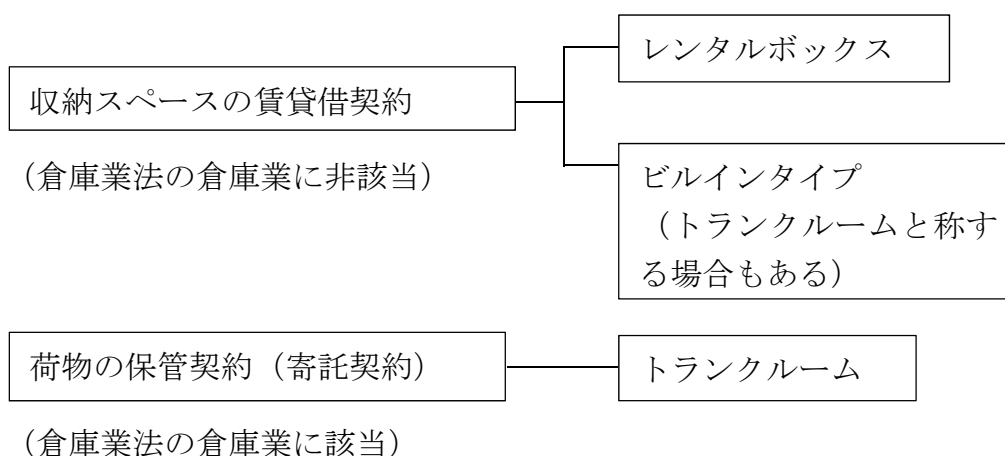 レンタルボックス
収納スペースの賃貸借契約
(倉庫業法の倉庫業に非該当)
ビルインタイプ
(トランクルームと称す
る場合もある)
荷物の保管契約(寄託契約)
トランクルーム
(倉庫業法の倉庫業に該当)